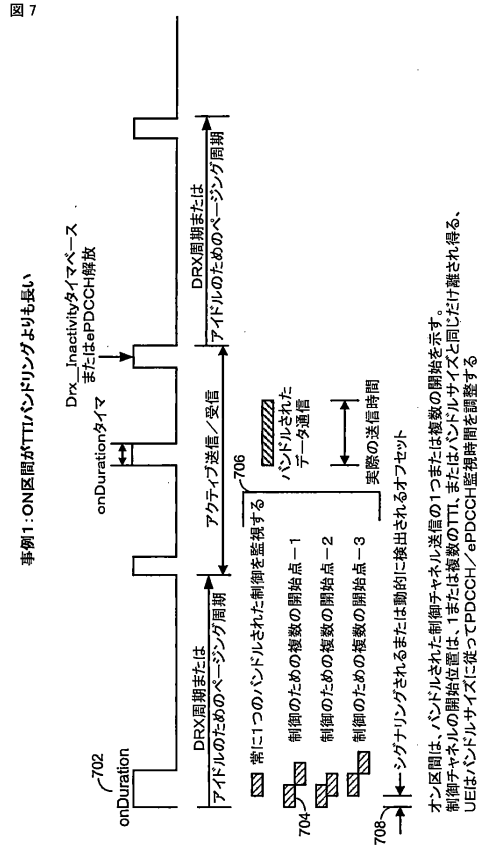 図 7
事例1：ON区間がTTIバンドリングよりも長い
702
onDuration
onDurationタイマ
Drx_Inactivityタイマベース
またはePDCCH解放
DRX周期または
アイドルのためのページング周期
アクティブ送信／受信
DRX周期または
アイドルのためのページング周期
常に1つのバンドルされた制御を監視する
706
704
制御のための複数の開始点－1
制御のための複数の開始点－2
制御のための複数の開始点－3
バンドルされた
データ通信
実際の送信時間
708
シグナリングされるまたは動的に検出されるオフセット
オン区間は、バンドルされた制御チャネル送信の1つまたは複数の開始を示す。
制御チャネルの開始位置は、1または複数のTTI、またはバンドルサイズと同じだけ離され得る、
UEIはバンドルサイズに従ってPDCCH／ePDCCH監視時間を調整する